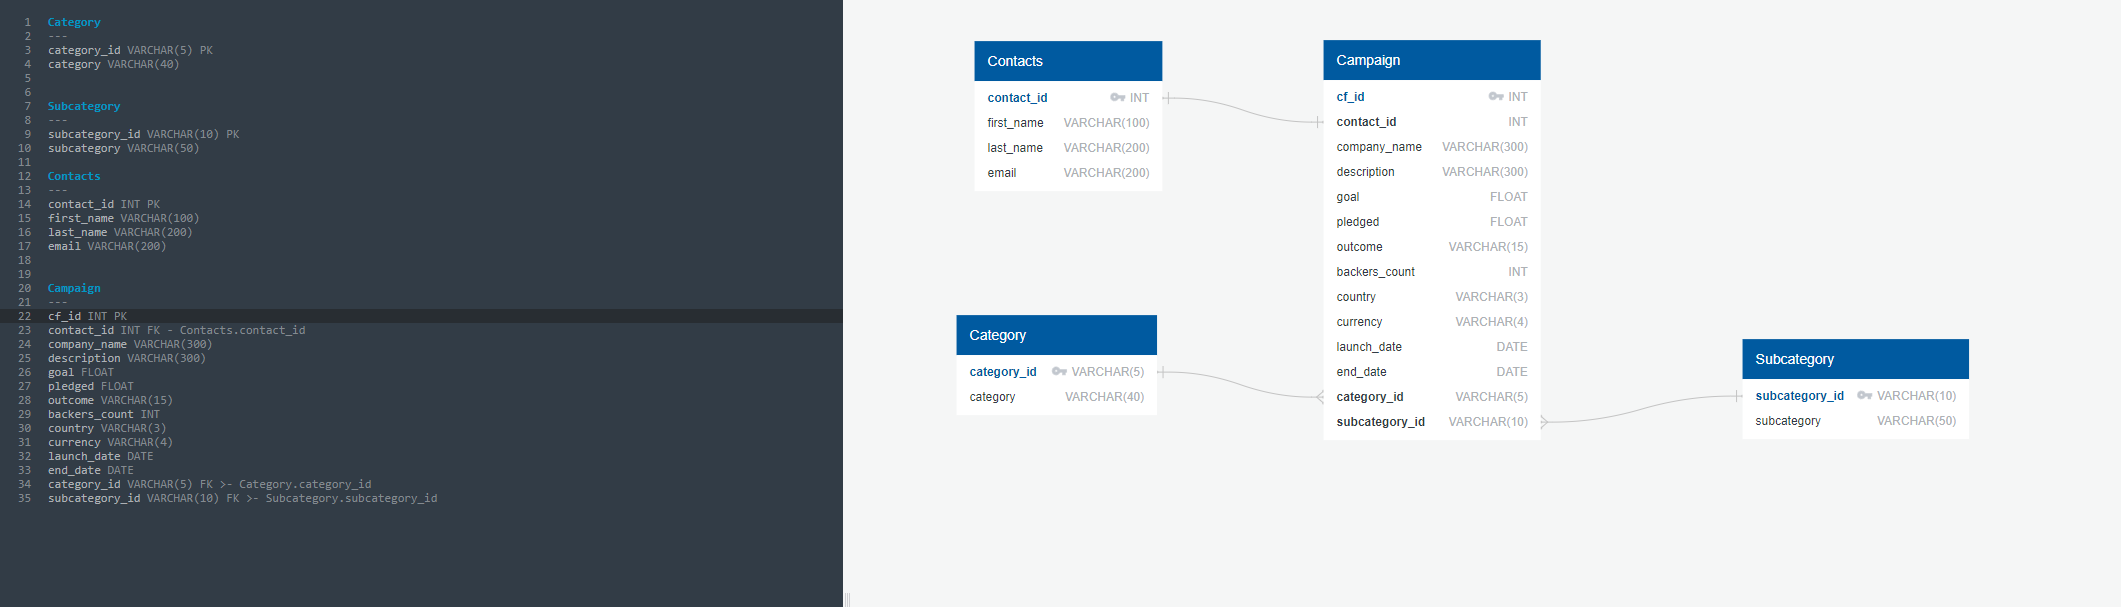 1 Category
2 ---
3 category_id VARCHAR(5) PK
4 category VARCHAR(40)
5
6
7 Subcategory
8 ---
9 subcategory_id VARCHAR(10) PK
10 subcategory VARCHAR(50)
11
12 Contacts
13 ---
14 contact_id INT PK
15 first_name VARCHAR(100)
16 last_name VARCHAR(200)
17 email VARCHAR(200)
18
19
20 Campaign
21 ---
22 cf_id INT PK
23 contact_id INT FK - Contacts.contact_id
24 company_name VARCHAR(300)
25 description VARCHAR(300)
26 goal FLOAT
27 pledged FLOAT
28 outcome VARCHAR(15)
29 backers_count INT
30 country VARCHAR(3)
31 currency VARCHAR(4)
32 launch_date DATE
33 end_date DATE
34 category_id VARCHAR(5) FK >- Category.category_id
35 subcategory_id VARCHAR(10) FK >- Subcategory.subcategory_id
Contacts
contact_id INT
first_name VARCHAR(100)
last_name VARCHAR(200)
email VARCHAR(200)
Category
category_id VARCHAR(5)
category VARCHAR(40)
Campaign
cf_id INT
contact_id INT
company_name VARCHAR(300)
description VARCHAR(300)
goal FLOAT
pledged FLOAT
outcome VARCHAR(15)
backers_count INT
country VARCHAR(3)
currency VARCHAR(4)
launch_date DATE
end_date DATE
category_id VARCHAR(5)
subcategory_id VARCHAR(10)
Subcategory
subcategory_id VARCHAR(10)
subcategory VARCHAR(50)